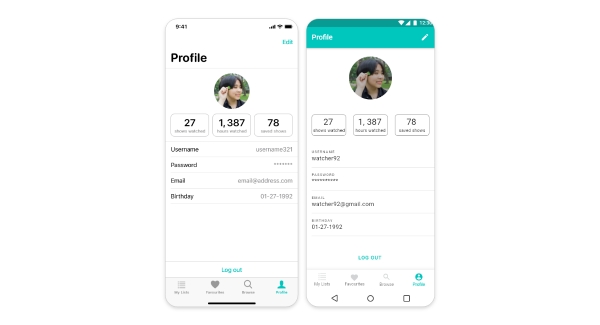 9:41
Edit
Profile
27
shows watched
1, 387
hours watched
78
saved shows
Username username321
Password *******
Email email@address.com
Birthday 01-27-1992
Log out
My Lists Favourites Browse Profile
12:30
Profile
27
shows watched
1, 387
hours watched
78
saved shows
USERNAME
watcher92
PASSWORD
**********
EMAIL
watcher92@gmail.com
BIRTHDAY
01-27-1992
LOG OUT
My Lists Favourites Browse Profile